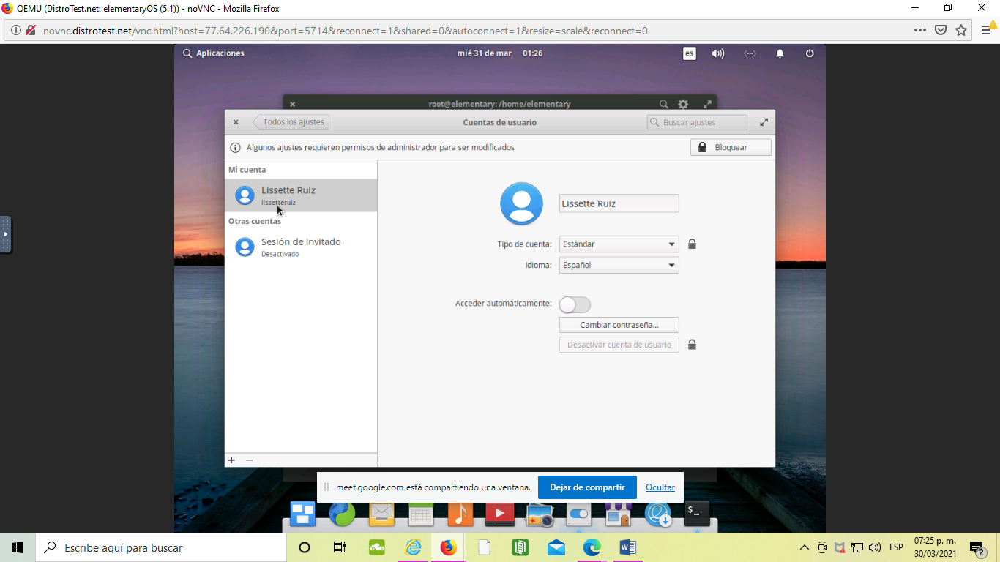 QEMU (DistroTest.net: elementaryOS (5.1)) - noVNC - Mozilla Firefox
novnc.distrotest.net/vnc.html?host=77.64.226.190&port=5714&reconnect=1&shared=0&autoconnect=1&resize=scale&reconnect=0
Aplicaciones
mié 31 de mar 01:26
es
root@elementary: /home/elementary
Todos los ajustes
Cuentas de usuario
Buscar ajustes
Algunos ajustes requieren permisos de administrador para ser modificados
Bloquear
Mi cuenta
Lissette Ruiz
lissetteruiz
Otras cuentas
Sesión de invitado
Desactivado
Lissette Ruiz
Tipo de cuenta: Estándar
Idioma: Español
Acceder automáticamente:
Cambiar contraseña...
Desactivar cuenta de usuario
meet.google.com está compartiendo una ventana.
Dejar de compartir
Ocultar
Escribe aquí para buscar
ESP
07:25 p. m.
30/03/2021
2